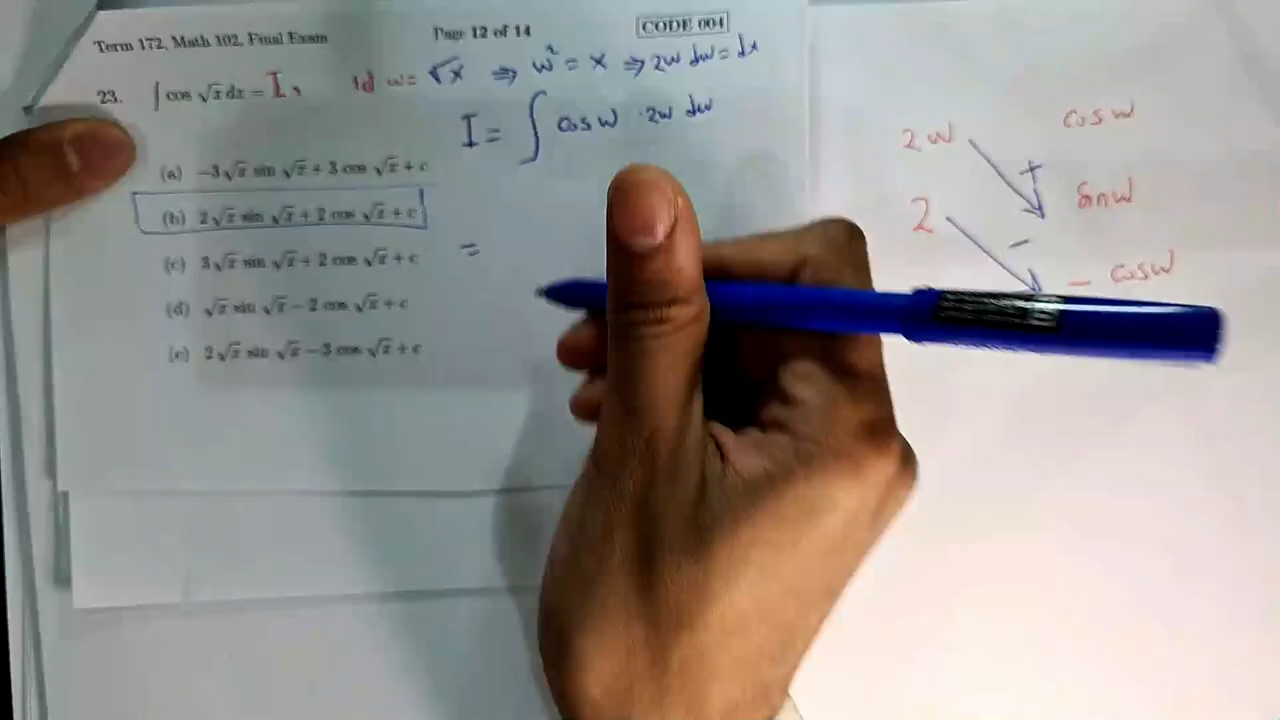 Term 172, Math 102, Final Exam Page 12 of 14 CODE 004
23. ∫ cos √x dx = I, ld w = √x ⇒ w² = x ⇒ 2w dw = dx
I = ∫ cos w · 2w dw
(a) -3√x sin √x + 3 cos √x + c
(b) 2√x sin √x + 2 cos √x + c
(c) 3√x sin √x + 2 cos √x + c
(d) √x sin √x - 2 cos √x + c
(e) 2√x sin √x - 3 cos √x + c
=
2w cos w
+
2 sin w
-
- cos w